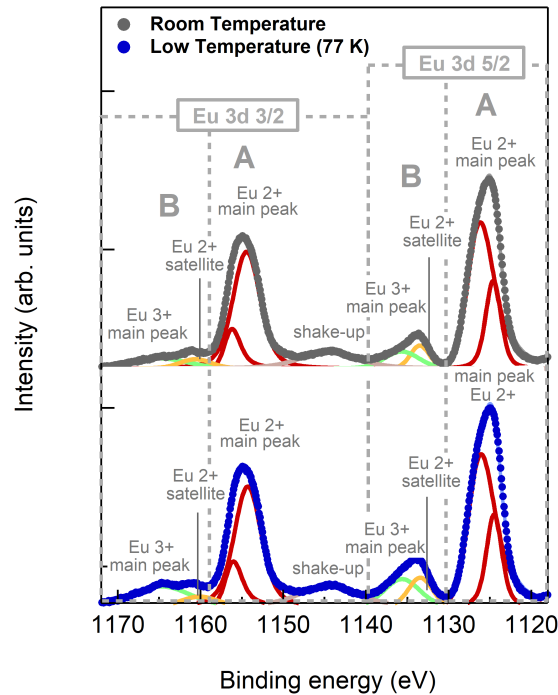 Room Temperature
Low Temperature (77 K)
Eu 3d 5/2
Eu 3d 3/2
A
Eu 2+
main peak
A
B
Eu 2+
main peak
B
Eu 2+
satellite
Eu 2+
satellite
Eu 3+
main peak
Eu 3+
main peak
shake-up
main peak
Eu 2+
Eu 2+
main peak
Eu 2+
satellite
Eu 2+
satellite
Eu 3+
main peak
Eu 3+
main peak
shake-up
Intensity (arb. units)
1170
1160
1150
1140
1130
1120
Binding energy (eV)